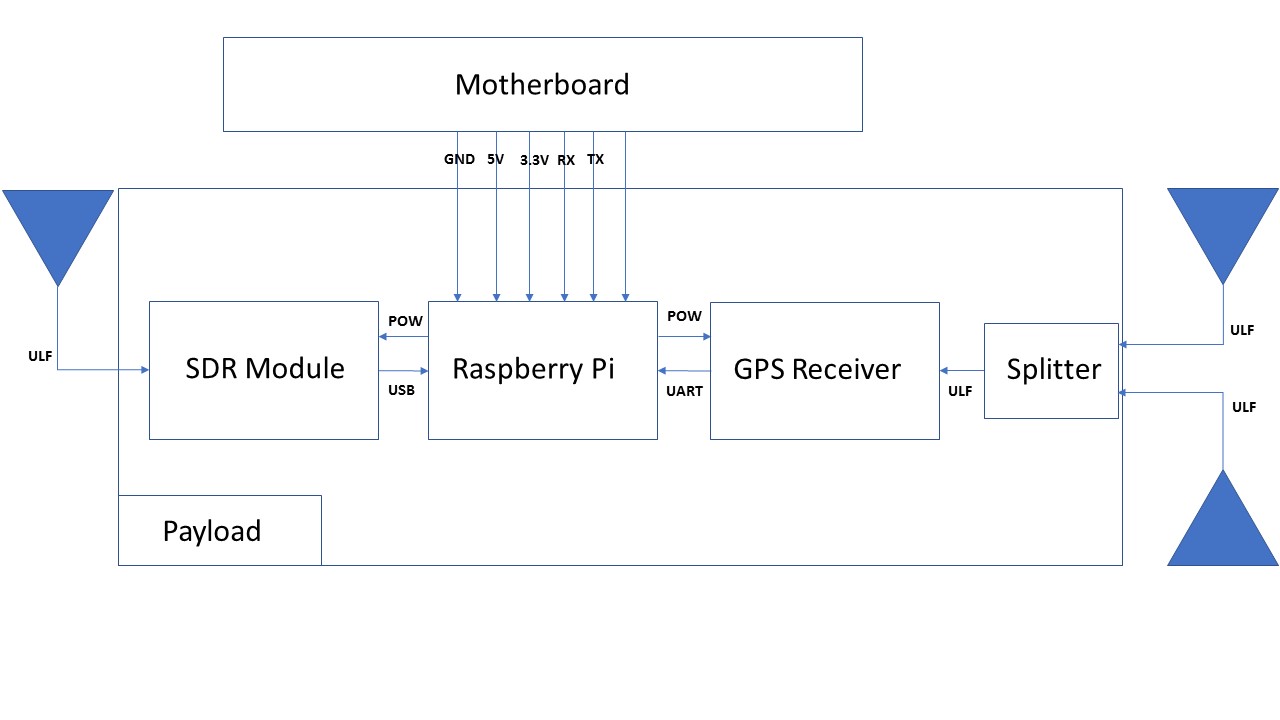 Motherboard
GND 5V 3.3V RX TX
POW POW
ULF
ULF
SDR Module
Raspberry Pi
GPS Receiver
Splitter
USB
UART
ULF
ULF
Payload